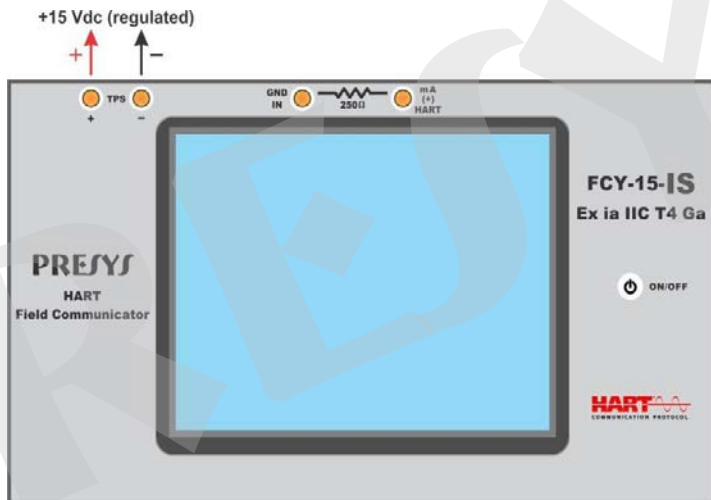 +15 Vdc (regulated)
+ −
TPS
+ −
GND
IN
250Ω
mA
(+)
HART
FCY-15-IS
Ex ia IIC T4 Ga
PRESYS
HART
Field Communicator
ON/OFF
HART
COMMUNICATION PROTOCOL